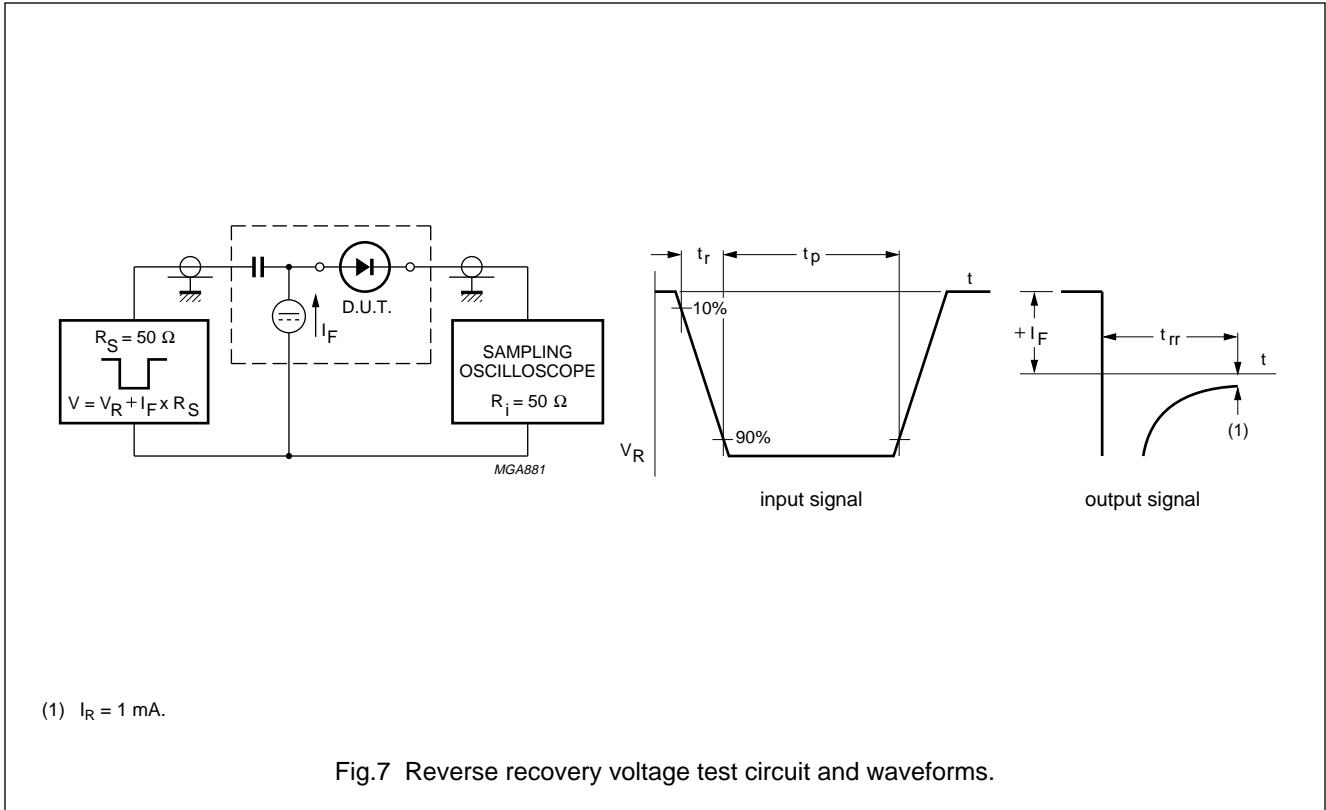 R_S = 50 Ω
V = V_R + I_F x R_S
I_F
D.U.T.
SAMPLING
OSCILLOSCOPE
R_i = 50 Ω
MGA881
t_r
t_p
t
10%
90%
V_R
input signal
+ I_F
t_rr
t
(1)
output signal
(1) I_R = 1 mA.
Fig.7 Reverse recovery voltage test circuit and waveforms.